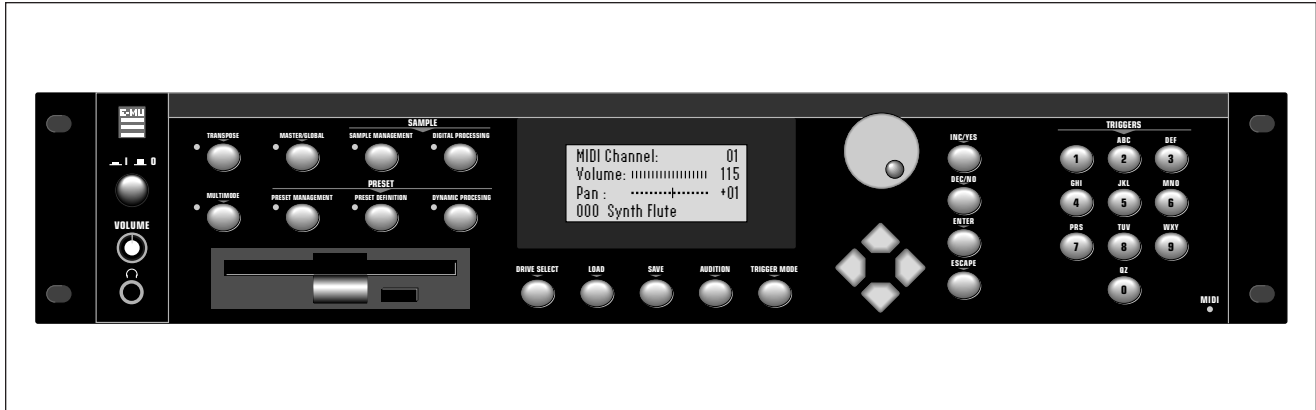 E-MU
I O
VOLUME
TRANSPOSE
MASTER/GLOBAL
SAMPLE
SAMPLE MANAGEMENT
DIGITAL PROCESSING
MULTIMODE
PRESET
PRESET MANAGEMENT
PRESET DEFINITION
DYNAMIC PROCESING
MIDI Channel: 01
Volume: 115
Pan : +01
000 Synth Flute
DRIVE SELECT
LOAD
SAVE
AUDITION
TRIGGER MODE
INC/YES
DEC/NO
ENTER
ESCAPE
TRIGGERS
ABC DEF
1 2 3
GHI JKL MNO
4 5 6
PRS TUV WXY
7 8 9
QZ
0
MIDI